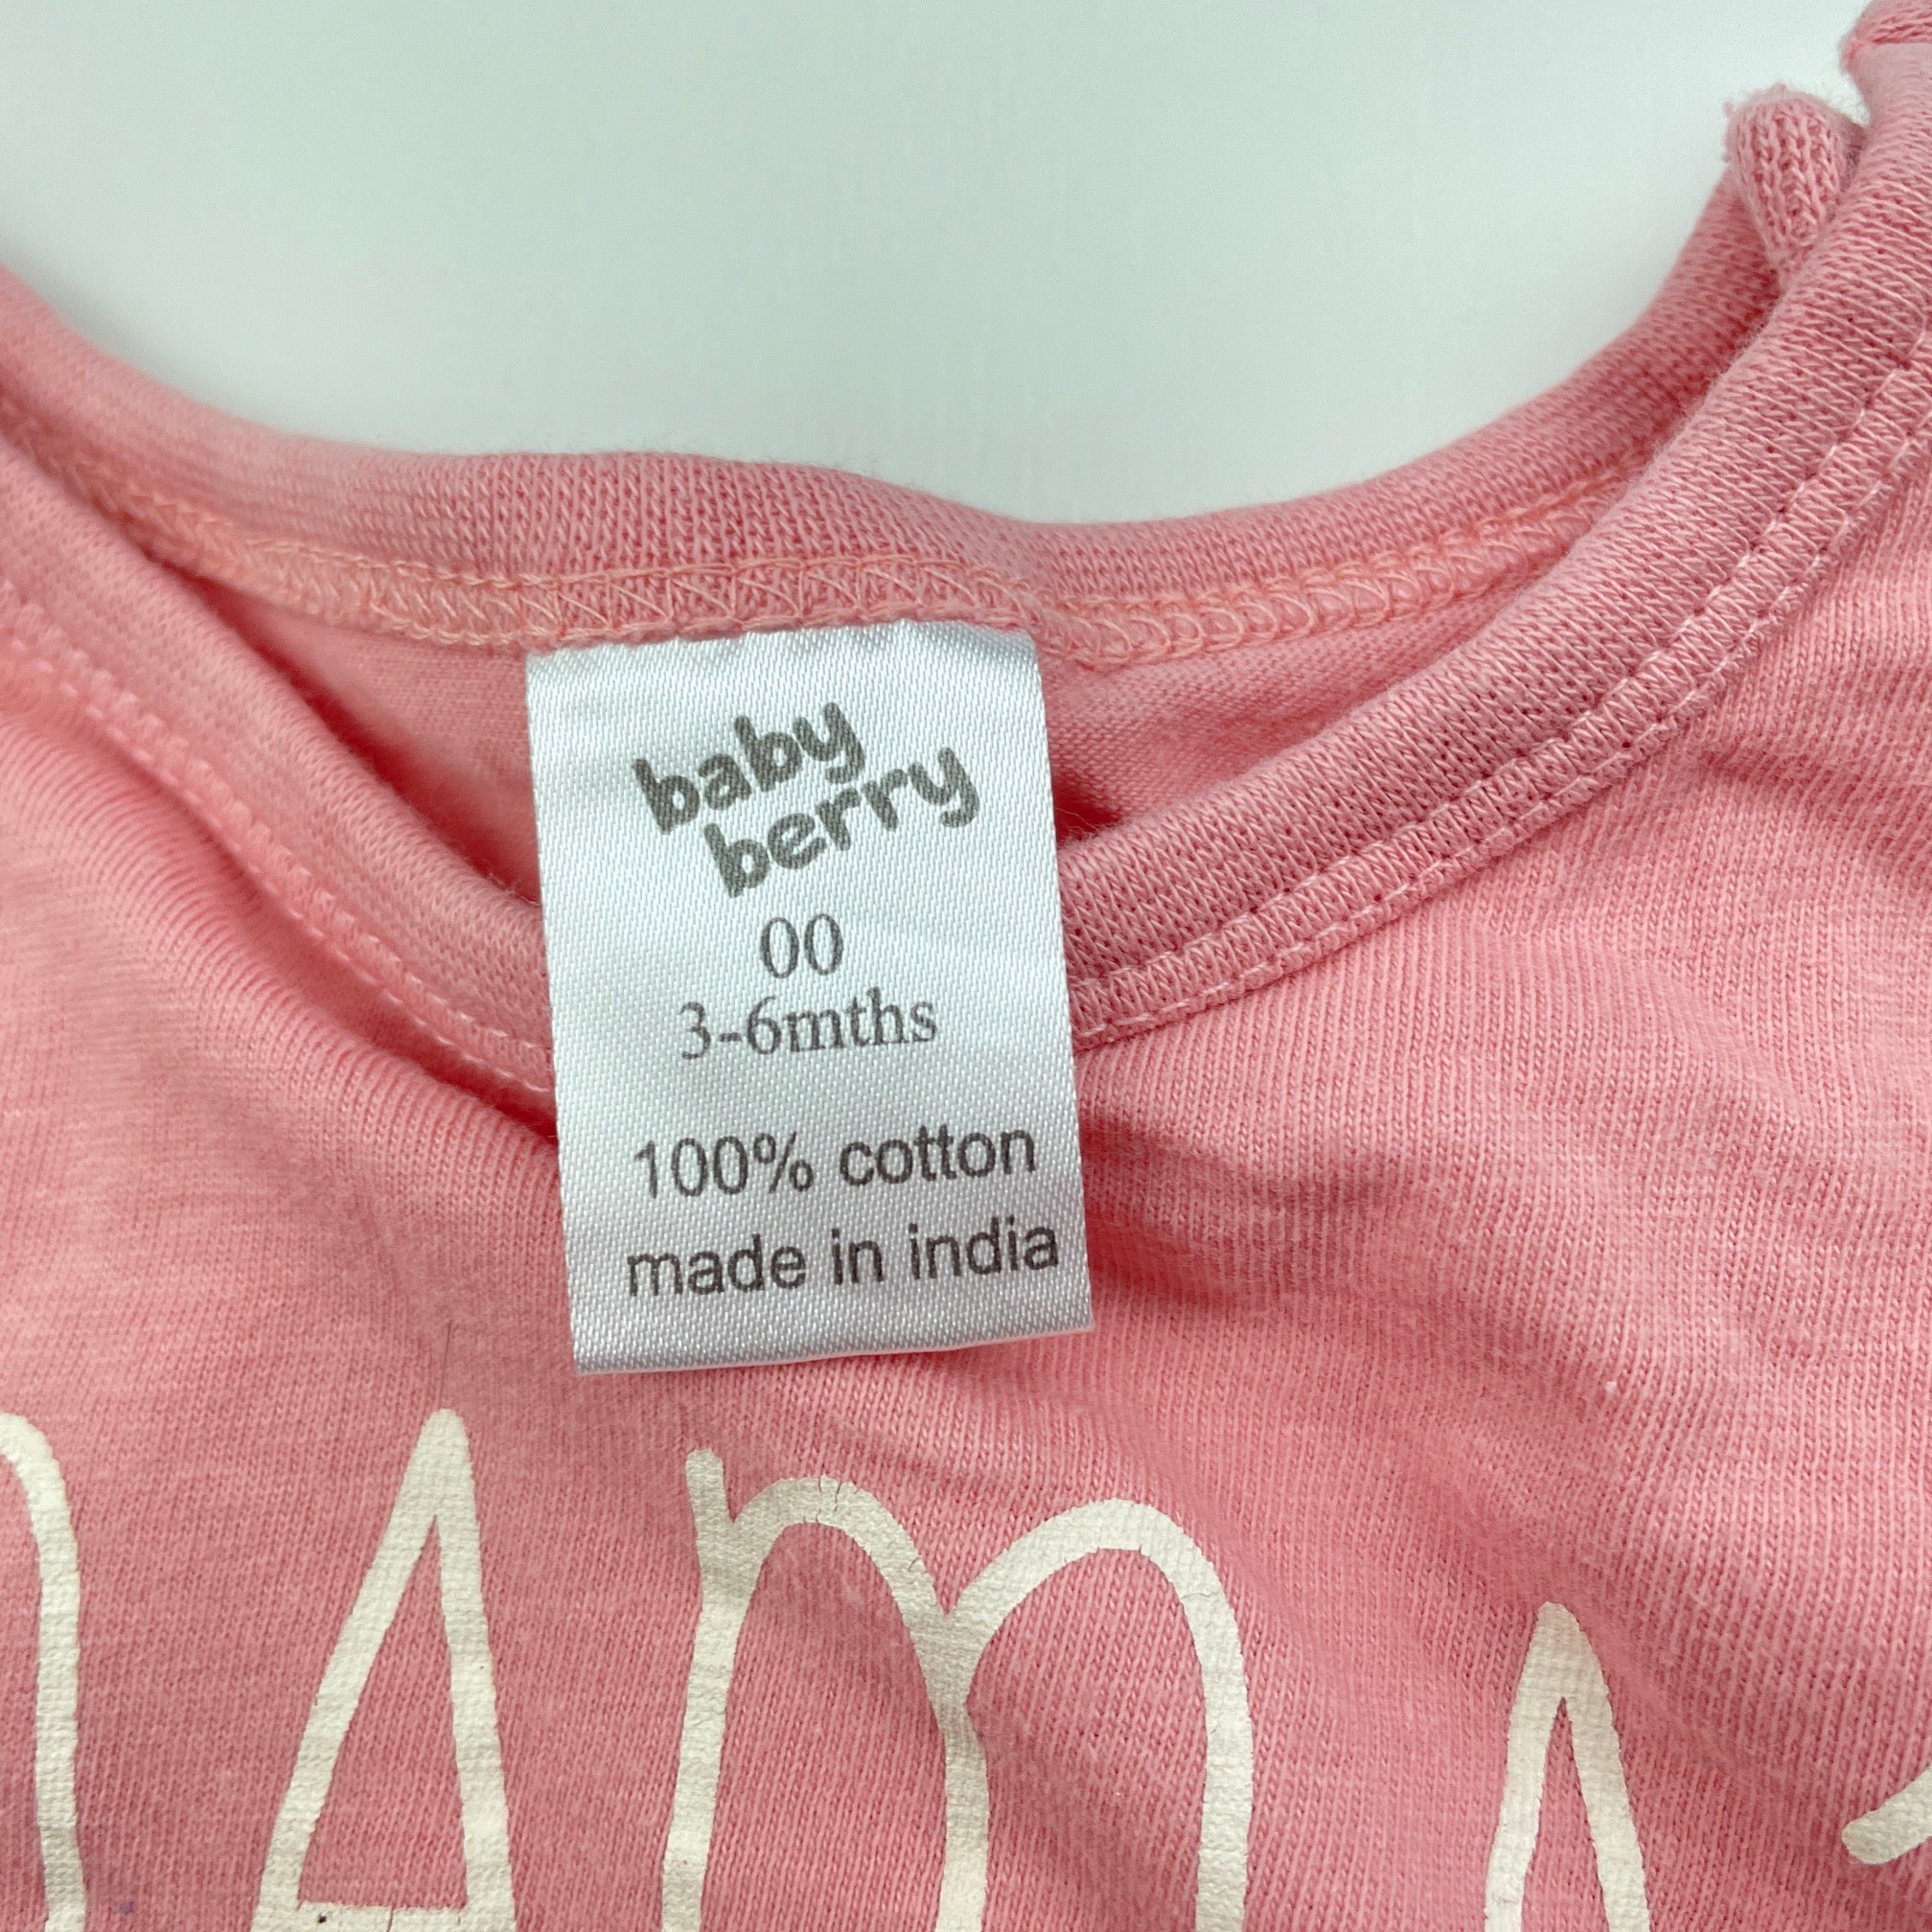 baby
berry
00
3-6mths
100% cotton
made in india